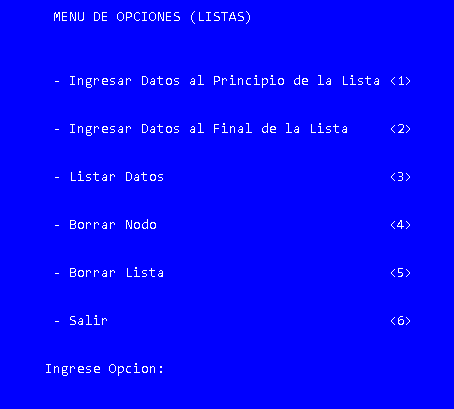 MENU DE OPCIONES (LISTAS)
- Ingresar Datos al Principio de la Lista <1>
- Ingresar Datos al Final de la Lista <2>
- Listar Datos <3>
- Borrar Nodo <4>
- Borrar Lista <5>
- Salir <6>
Ingrese Opcion: